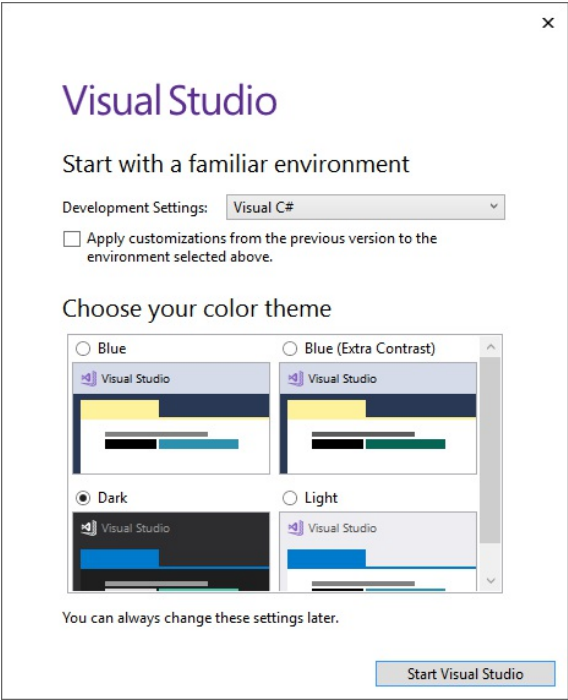 Visual Studio
Start with a familiar environment
Development Settings: Visual C#
Apply customizations from the previous version to the
environment selected above.
Choose your color theme
Blue
Blue (Extra Contrast)
Visual Studio
Visual Studio
Dark
Light
Visual Studio
Visual Studio
You can always change these settings later.
Start Visual Studio